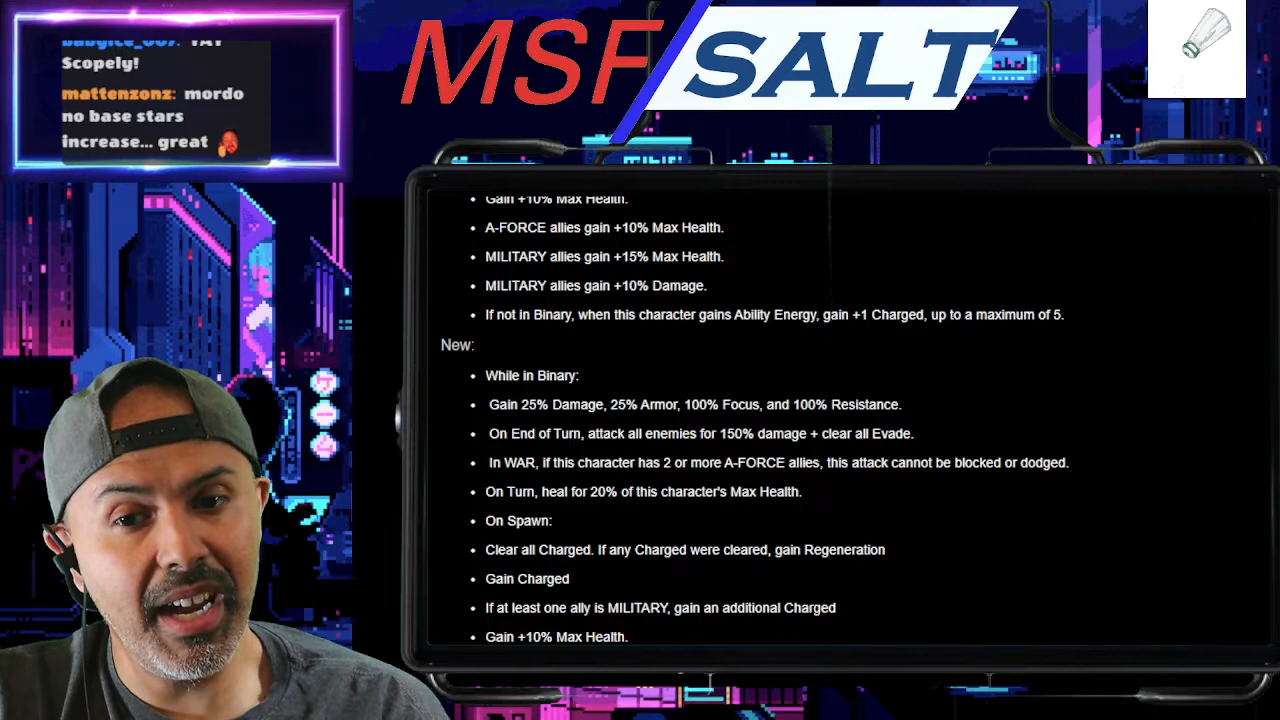 babyice_007: YAY
Scopely!
mattenzonz: mordo
no base stars
increase... great
MSF/SALT
Gain +10% Max Health.
A-FORCE allies gain +10% Max Health.
MILITARY allies gain +15% Max Health.
MILITARY allies gain +10% Damage.
If not in Binary, when this character gains Ability Energy, gain +1 Charged, up to a maximum of 5.
New:
While in Binary:
Gain 25% Damage, 25% Armor, 100% Focus, and 100% Resistance.
On End of Turn, attack all enemies for 150% damage + clear all Evade.
In WAR, if this character has 2 or more A-FORCE allies, this attack cannot be blocked or dodged.
On Turn, heal for 20% of this character's Max Health.
On Spawn:
Clear all Charged. If any Charged were cleared, gain Regeneration
Gain Charged
If at least one ally is MILITARY, gain an additional Charged
Gain +10% Max Health.